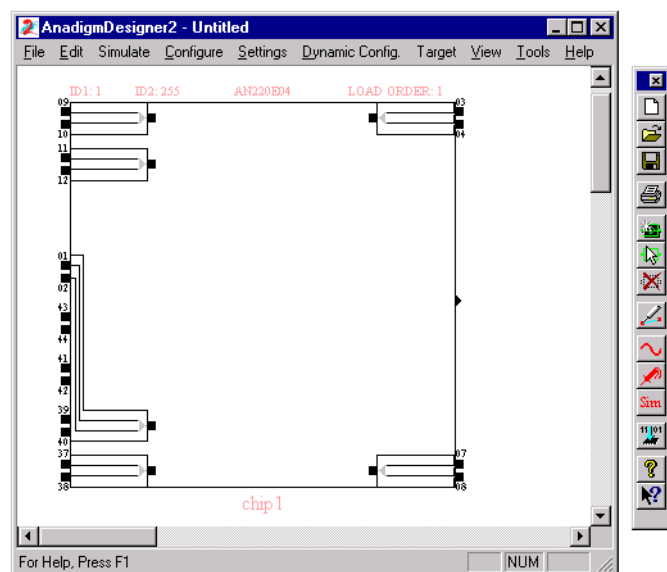 AnadigmDesigner2 - Untitled
File Edit Simulate Configure Settings Dynamic Config. Target View Tools Help
ID1: 1 ID2: 255 AN220E04 LOAD ORDER: 1
09 03
10 04
11
12
01
02
43
44
41
42
39
40
37 07
38 08
chip1
Sim
11 01
For Help, Press F1 NUM